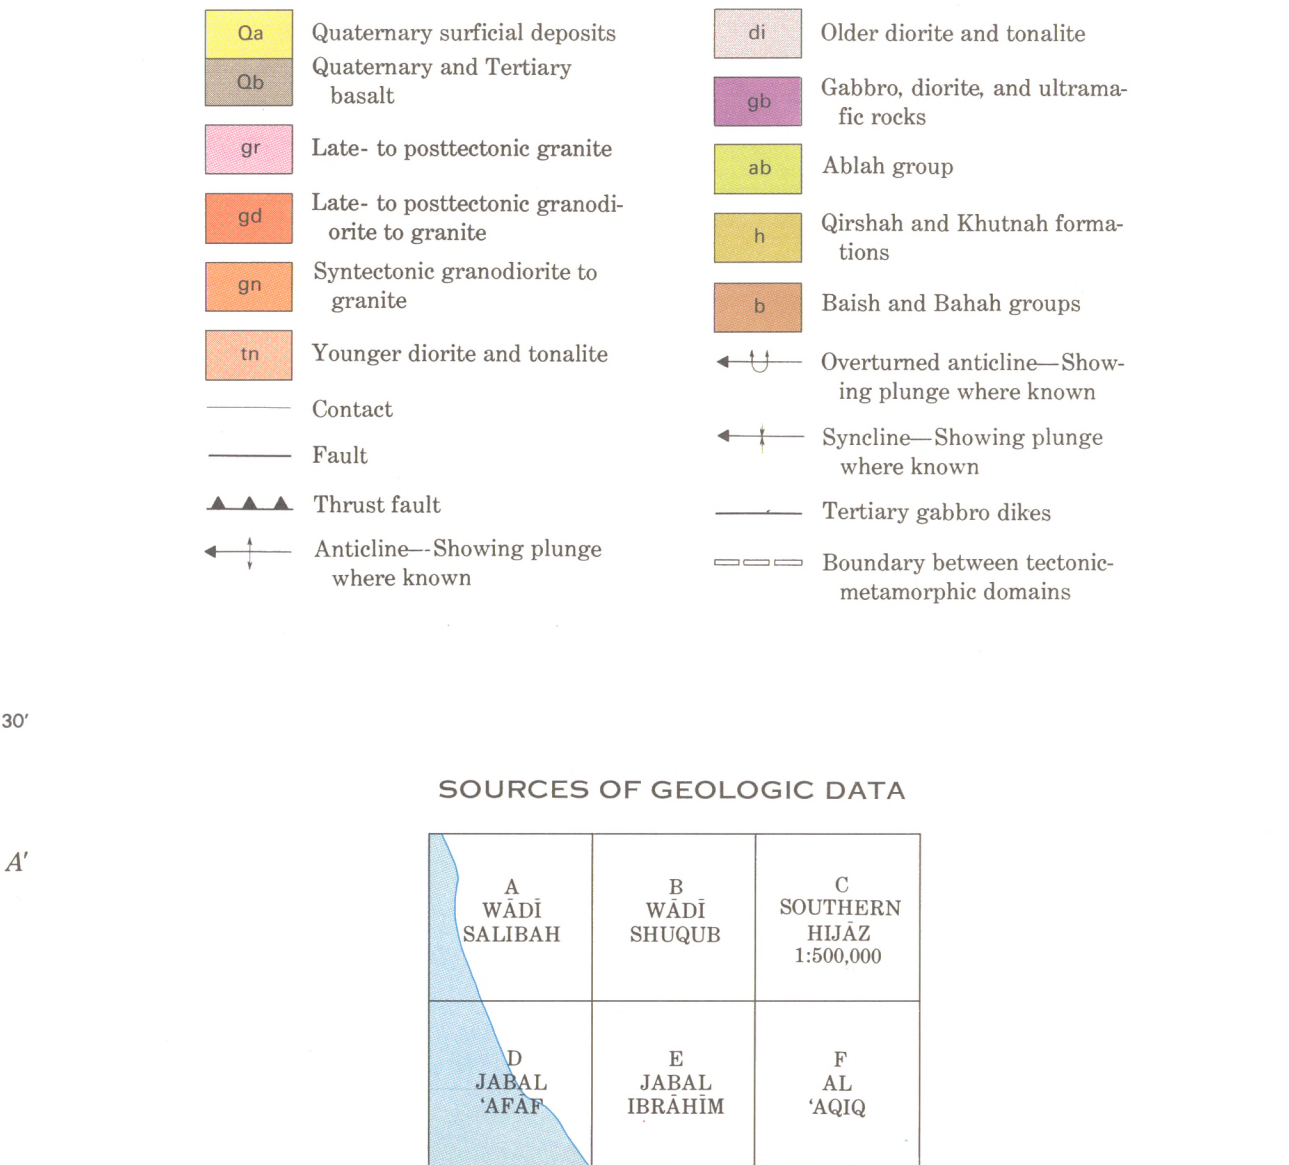 Qa
Quaternary surficial deposits
Qb
Quaternary and Tertiary
basalt
gr
Late- to posttectonic granite
gd
Late- to posttectonic granodi-
orite to granite
gn
Syntectonic granodiorite to
granite
tn
Younger diorite and tonalite
Contact
Fault
Thrust fault
Anticline--Showing plunge
where known
di
Older diorite and tonalite
gb
Gabbro, diorite, and ultrama-
fic rocks
ab
Ablah group
h
Qirshah and Khutnah forma-
tions
b
Baish and Bahah groups
Overturned anticline—Show-
ing plunge where known
Syncline—Showing plunge
where known
Tertiary gabbro dikes
Boundary between tectonic-
metamorphic domains
30′
A′
SOURCES OF GEOLOGIC DATA
A
WĀDĪ
SALIBAH
B
WĀDĪ
SHUQUB
C
SOUTHERN
HIJĀZ
1:500,000
D
JABAL
ʻAFĀF
E
JABAL
IBRĀHĪM
F
AL
ʻAQIQ